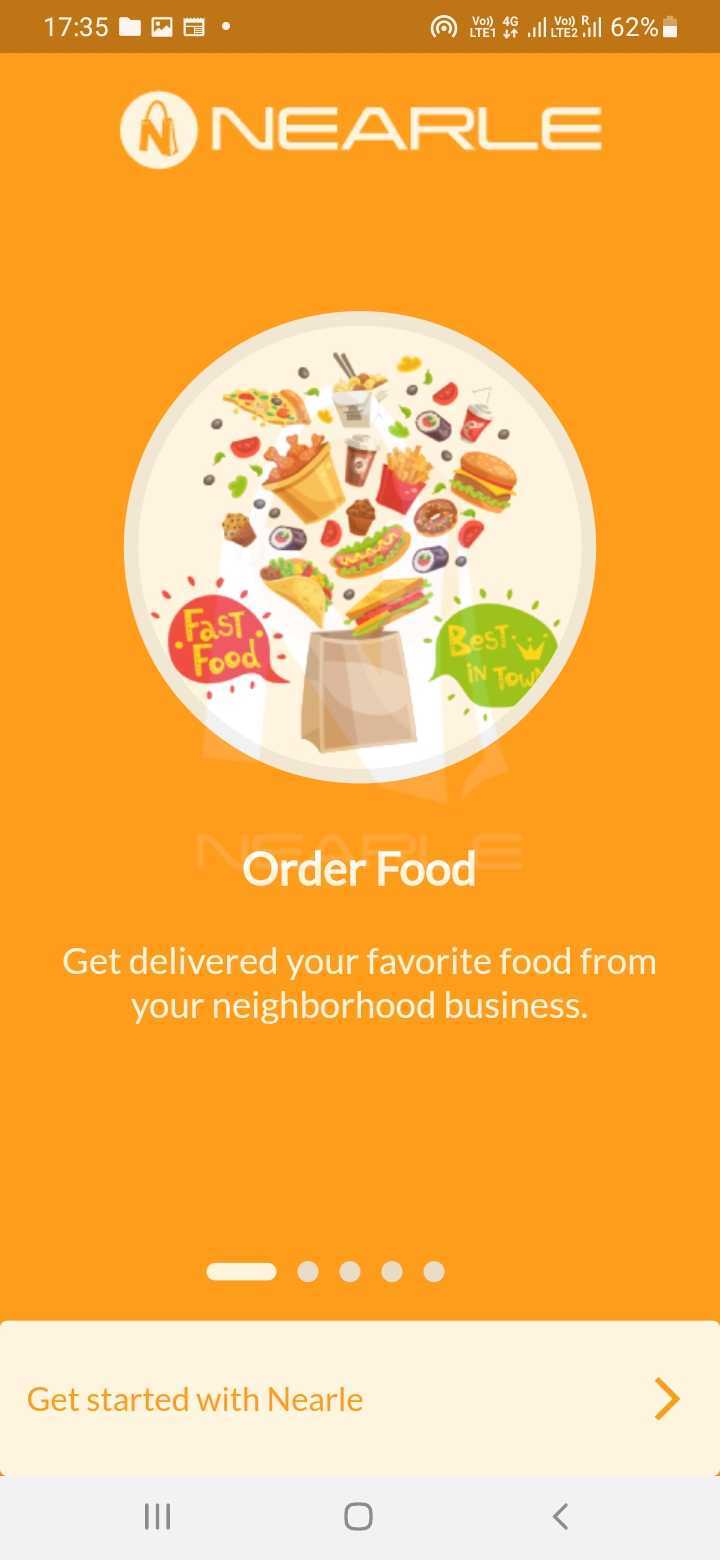 17:35
Vo)) 4G Vo)) R
LTE1 LTE2 62%
N NEARLE
FAST
FOOD
BEST
IN TOWN
NEARLE
Order Food
Get delivered your favorite food from
your neighborhood business.
Get started with Nearle